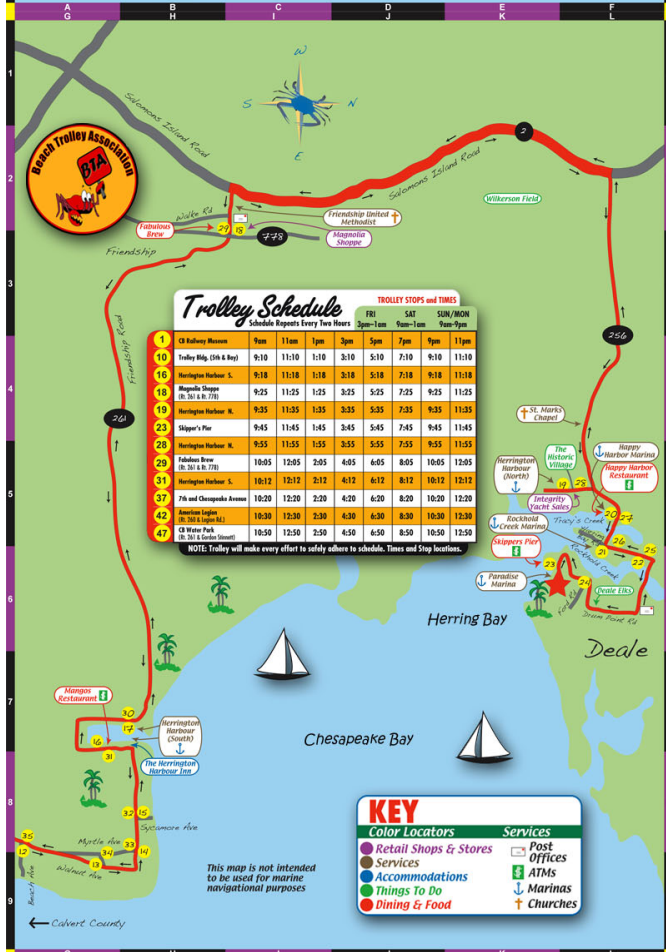 A B C D E F
G H I J K L
1
2
3
4
5
6
7
8
9
W
S N
E
Beach Trolley Association
BTA
Solomons Island Road
Solomons Island Road
2
Wilkerson Field
Walke Rd
Friendship United
Methodist
Fabulous
Brew
29 18
778
Magnolia
Shoppe
Friendship
Friendship Road
261
256
Trolley Schedule
Schedule Repeats Every Two Hours
TROLLEY STOPS and TIMES
FRI SAT SUN/MON
3pm-1am 9am-1am 9am-9pm
1 CB Railway Museum 9am 11am 1pm 3pm 5pm 7pm 9pm 11pm
10 Trolley Bldg. (5th & Bay) 9:10 11:10 1:10 3:10 5:10 7:10 9:10 11:10
16 Herrington Harbour S. 9:18 11:18 1:18 3:18 5:18 7:18 9:18 11:18
18 Magnolia Shoppe
(Rt. 261 & Rt. 778) 9:25 11:25 1:25 3:25 5:25 7:25 9:25 11:25
19 Herrington Harbour N. 9:35 11:35 1:35 3:35 5:35 7:35 9:35 11:35
23 Skipper's Pier 9:45 11:45 1:45 3:45 5:45 7:45 9:45 11:45
28 Herrington Harbour N. 9:55 11:55 1:55 3:55 5:55 7:55 9:55 11:55
29 Fabulous Brew
(Rt. 261 & Rt. 778) 10:05 12:05 2:05 4:05 6:05 8:05 10:05 12:05
31 Herrington Harbour S. 10:12 12:12 2:12 4:12 6:12 8:12 10:12 12:12
37 7th and Chesapeake Avenue 10:20 12:20 2:20 4:20 6:20 8:20 10:20 12:20
42 American Legion
(Rt. 260 & Legion Rd.) 10:30 12:30 2:30 4:30 6:30 8:30 10:30 12:30
47 CB Water Park
(Rt. 261 & Gordon Stinnett) 10:50 12:50 2:50 4:50 6:50 8:50 10:50 12:50
NOTE: Trolley will make every effort to safely adhere to schedule. Times and Stop locations.
St. Marks
Chapel
The
Historic
Village
Happy
Harbor Marina
Happy Harbor
Restaurant
Herrington
Harbour
(North)
19 28
Integrity
Yacht Sales
20 27
Tracy's Creek
Rockhold
Creek Marina
26
21
25
22
Rockhold Creek
Skippers Pier
23
Paradise
Marina
24
Deale Elks
Drum Point Rd
Deale
Herring Bay
Chesapeake Bay
Mangos
Restaurant
30
17
16
31
Herrington
Harbour
(South)
The Herrington
Harbour Inn
32 15
Sycamore Ave
35
12
Myrtle Ave
34
33
14
13
Walnut Ave
Beach Ave
Calvert County
This map is not intended
to be used for marine
navigational purposes
KEY
Color Locators Services
Retail Shops & Stores
Services
Accommodations
Things To Do
Dining & Food
Post
Offices
ATMs
Marinas
Churches